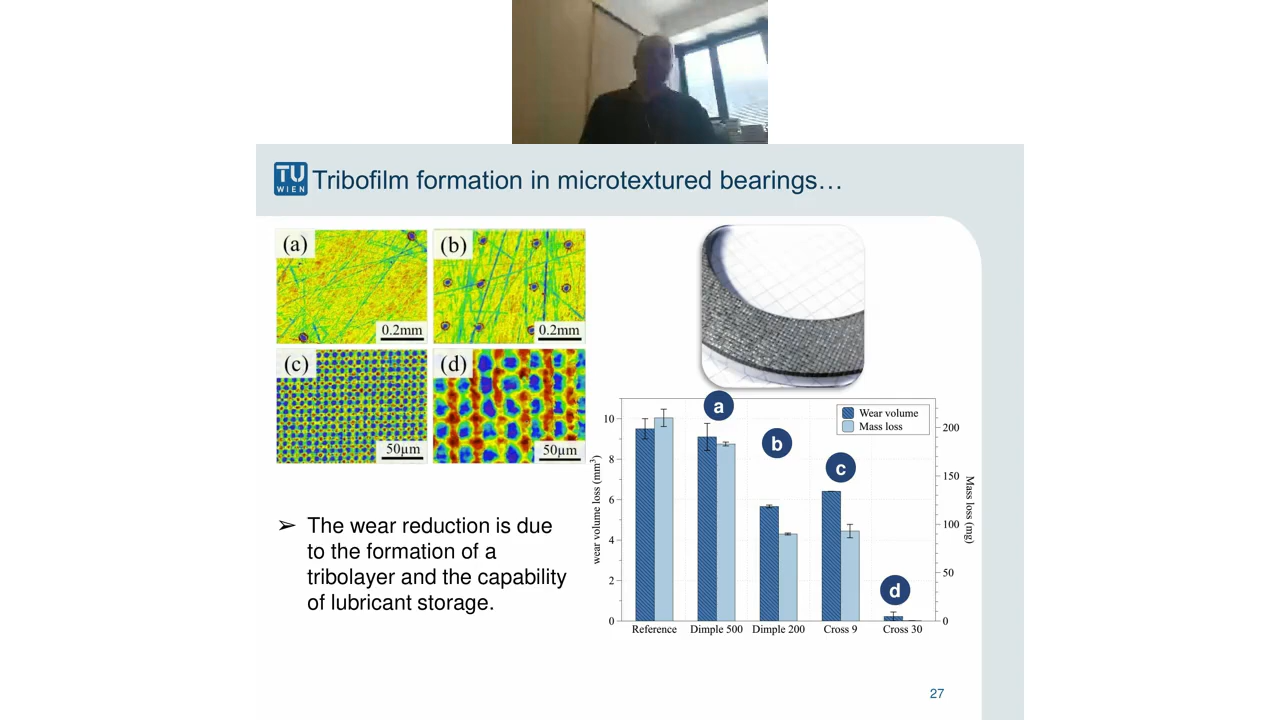 TU
WIEN
Tribofilm formation in microtextured bearings…
(a)
0.2mm
(b)
0.2mm
(c)
50µm
(d)
50µm
➢ The wear reduction is due
to the formation of a
tribolayer and the capability
of lubricant storage.
a
b
c
d
Wear volume
Mass loss
wear volume loss (mm³)
10
8
6
4
2
0
Mass loss (mg)
200
150
100
50
0
Reference Dimple 500 Dimple 200 Cross 9 Cross 30
27